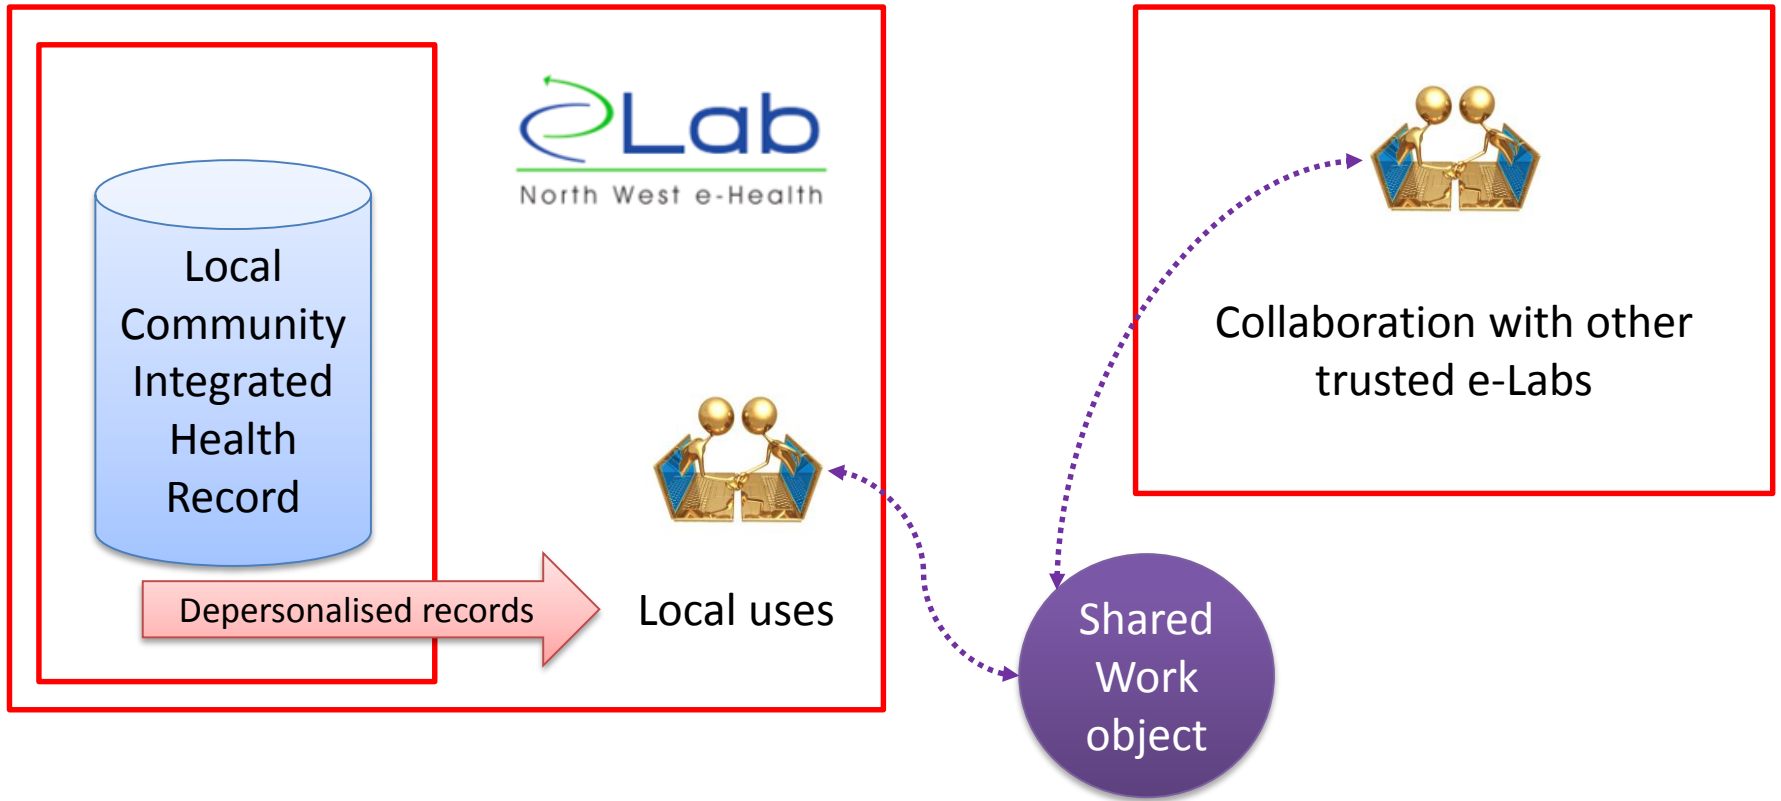 eLab
North West e-Health
Local
Community
Integrated
Health
Record
Depersonalised records
Local uses
Collaboration with other
trusted e-Labs
Shared
Work
object